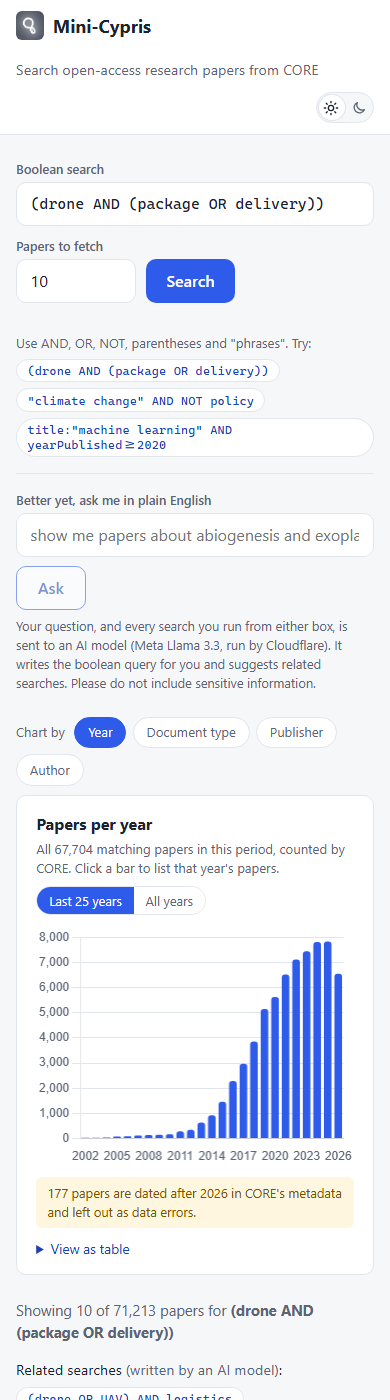 Mini-Cypris
Search open-access research papers from CORE
Boolean search
(drone AND (package OR delivery))
Papers to fetch
10
Search
Use AND, OR, NOT, parentheses and "phrases". Try:
(drone AND (package OR delivery))
"climate change" AND NOT policy
title:"machine learning" AND
yearPublished>=2020
Better yet, ask me in plain English
show me papers about abiogenesis and exopla
Ask
Your question, and every search you run from either box, is
sent to an AI model (Meta Llama 3.3, run by Cloudflare). It
writes the boolean query for you and suggests related
searches. Please do not include sensitive information.
Chart by
Year
Document type
Publisher
Author
Papers per year
All 67,704 matching papers in this period, counted by
CORE. Click a bar to list that year's papers.
Last 25 years
All years
8,000
7,000
6,000
5,000
4,000
3,000
2,000
1,000
0
2002 2005 2008 2011 2014 2017 2020 2023 2026
177 papers are dated after 2026 in CORE's metadata
and left out as data errors.
View as table
Showing 10 of 71,213 papers for (drone AND
(package OR delivery))
Related searches (written by an AI model):
(drone OR UAV) AND logistics